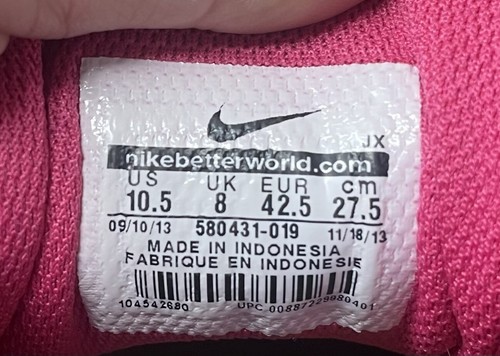 JX
nikebetterworld.com
US UK EUR cm
10.5 8 42.5 27.5
09/10/13 580431-019 11/18/13
MADE IN INDONESIA
FABRIQUE EN INDONESIE
104542680 UPC